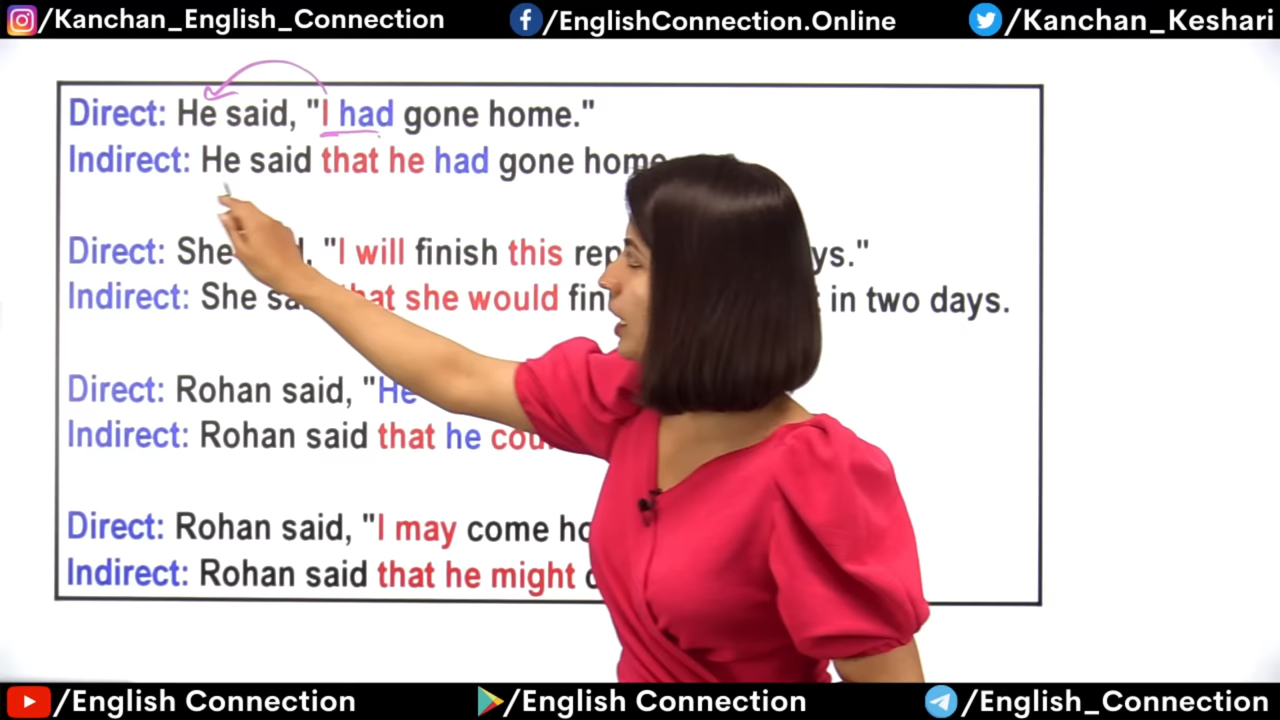 /Kanchan_English_Connection /EnglishConnection.Online /Kanchan_Keshari
Direct: He said, "I had gone home."
Indirect: He said that he had gone home
Direct: She said, "I will finish this rep ys."
Indirect: She said that she would fin in two days.
Direct: Rohan said, "He
Indirect: Rohan said that he cou
Direct: Rohan said, "I may come ho
Indirect: Rohan said that he might
/English Connection /English Connection /English_Connection